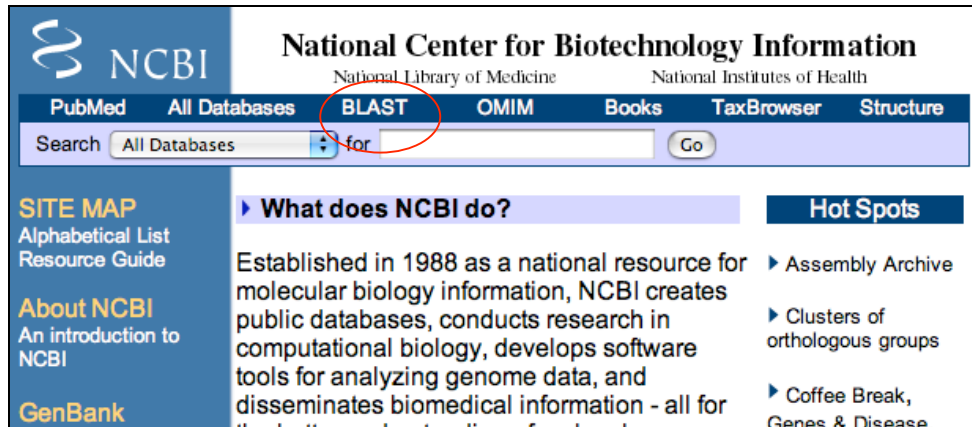 NCBI
National Center for Biotechnology Information
National Library of Medicine National Institutes of Health
PubMed All Databases BLAST OMIM Books TaxBrowser Structure
Search All Databases for Go
SITE MAP
Alphabetical List
Resource Guide
About NCBI
An introduction to
NCBI
GenBank
What does NCBI do?
Established in 1988 as a national resource for
molecular biology information, NCBI creates
public databases, conducts research in
computational biology, develops software
tools for analyzing genome data, and
disseminates biomedical information - all for
Hot Spots
Assembly Archive
Clusters of
orthologous groups
Coffee Break,
Genes & Disease